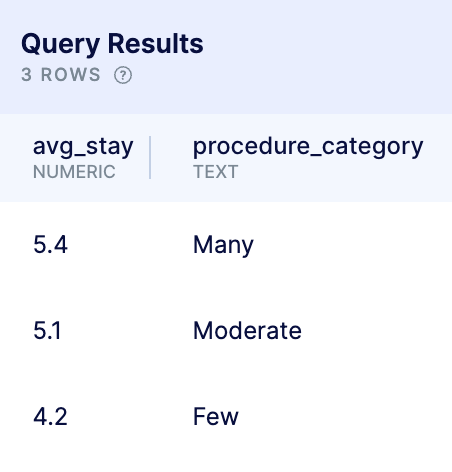 Query Results
3 ROWS ?
avg_stay procedure_category
NUMERIC TEXT
5.4 Many
5.1 Moderate
4.2 Few